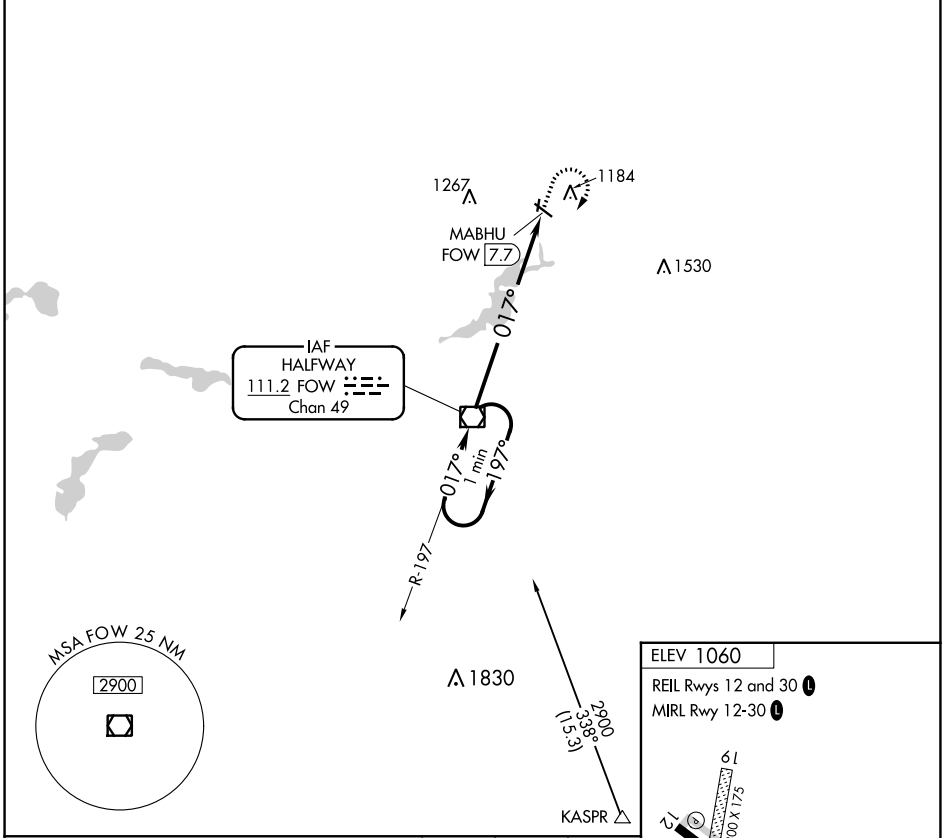 1267
1184
MABHU
FOW 7.7
1530
017°
IAF
HALFWAY
111.2 FOW
Chan 49
017°
1 min
197°
R-197
MSA FOW 25 NM
2900
1830
2900
338°
(15.3)
KASPR
ELEV 1060
REIL Rwys 12 and 30 L
MIRL Rwy 12-30 L
19
12
P
00 X 175